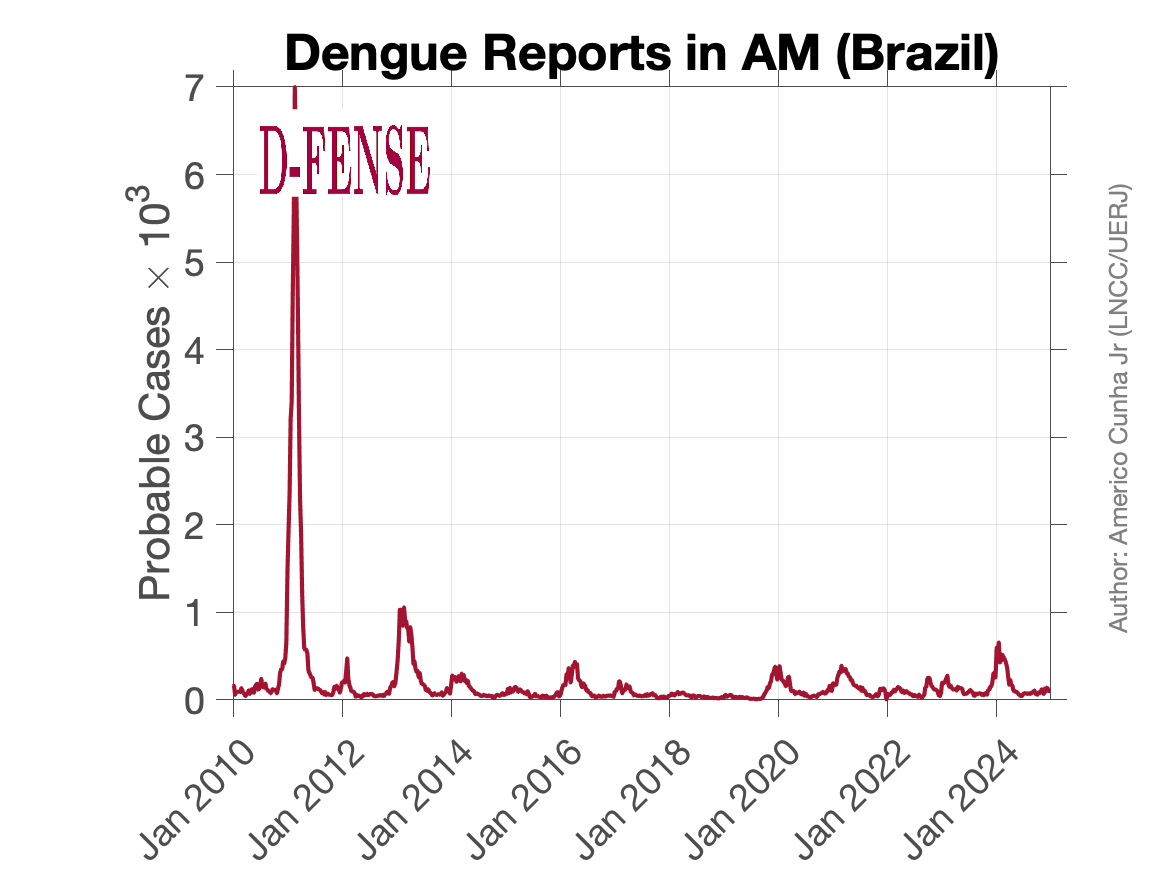 Dengue Reports in AM (Brazil)
D-FENSE
Probable Cases × 10³
7
6
5
4
3
2
1
0
Jan 2010
Jan 2012
Jan 2014
Jan 2016
Jan 2018
Jan 2020
Jan 2022
Jan 2024
Author: Americo Cunha Jr (LNCC/UERJ)